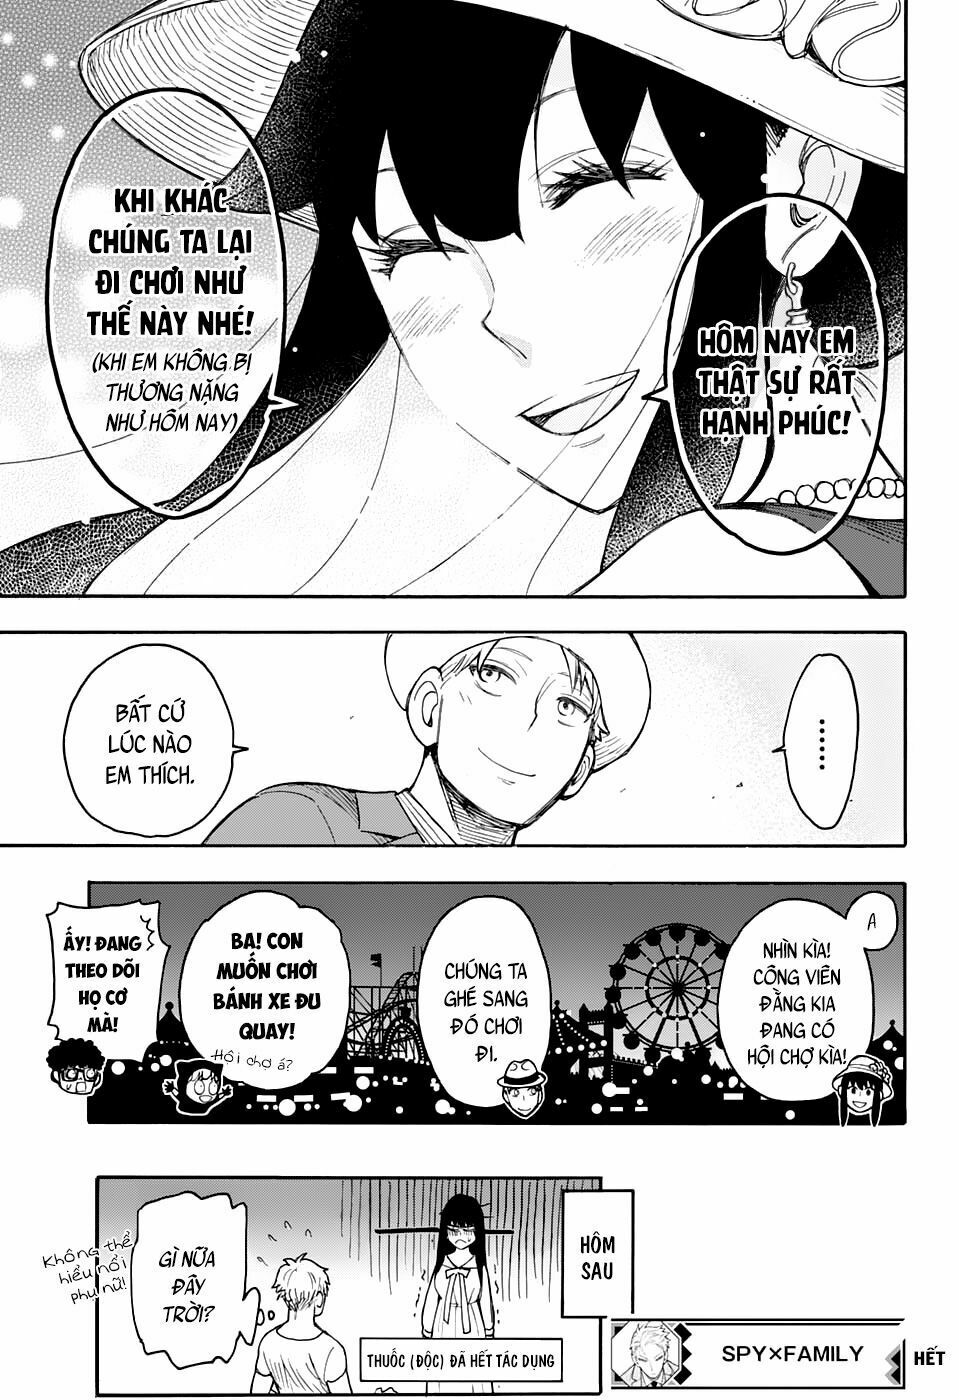 HÔM NAY EM
THẬT SỰ RẤT
HẠNH PHÚC!
KHI KHÁC
CHÚNG TA LẠI
ĐI CHƠI NHƯ
THẾ NÀY NHÉ!
(KHI EM KHÔNG BỊ
THƯƠNG NẶNG
NHƯ HÔM NAY)
......
BẤT CỨ
LÚC NÀO
EM THÍCH.
A
NHÌN KÌA!
CÔNG VIÊN
ĐẰNG KIA
ĐANG CÓ
HỘI CHỢ KÌA!
CHÚNG TA
GHÉ SANG
ĐÓ CHƠI
ĐI.
BA! CON
MUỐN CHƠI
BÁNH XE ĐU
QUAY!
Hội chợ á?
ẤY! ĐANG
THEO DÕI
HỌ CƠ
MÀ!
HÔM
SAU
THUỐC (ĐỘC) ĐÃ HẾT TÁC DỤNG
GÌ NỮA
ĐÂY
TRỜI?
Không thể
hiểu nổi
phụ nữ!
SPY×FAMILY
HẾT